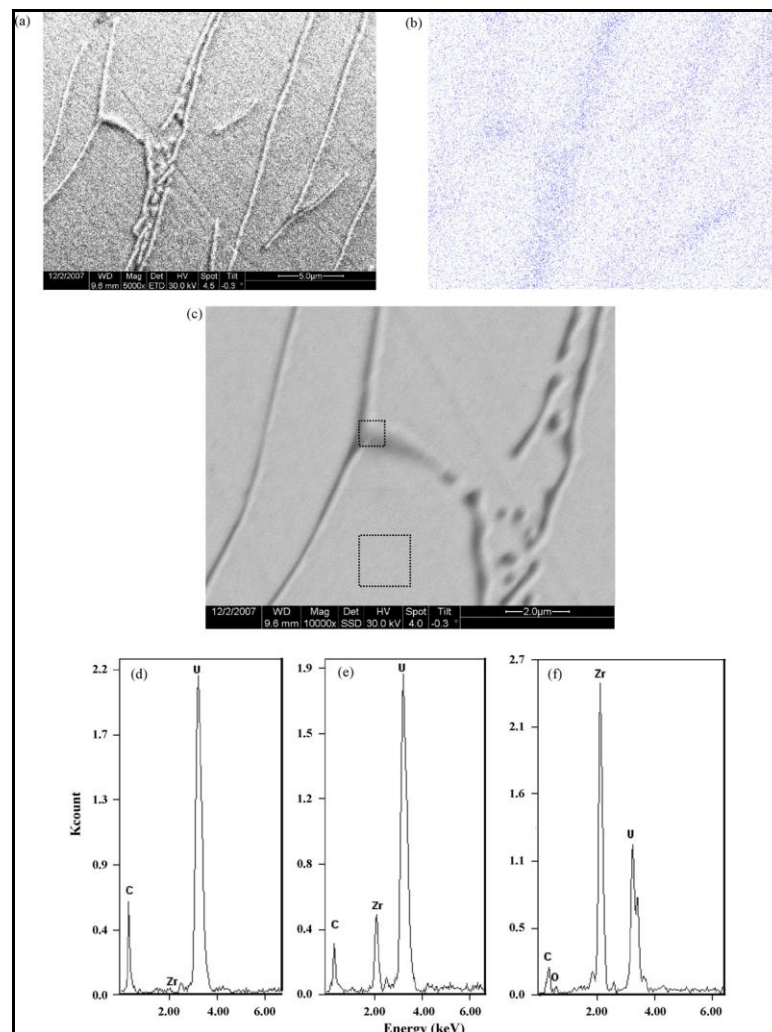 (a)
(b)
12/2/2007 WD Mag Det HV Spot Tilt
9.6 mm 5000x ETD 30.0 kV 4.5 -0.3° 5.0µm
(c)
12/2/2007 WD Mag Det HV Spot Tilt
9.6 mm 10000x SSD 30.0 kV 4.0 -0.3° 2.0µm
Kcount
(d)
2.2
1.7
1.3
0.9
0.4
0.0
U
C
Zr
2.00 4.00 6.00
(e)
1.9
1.5
1.2
0.8
0.4
0.0
U
C
Zr
2.00 4.00 6.00
(f)
2.7
2.1
1.6
1.1
0.5
0.0
Zr
U
C
O
2.00 4.00 6.00
Energy (keV)